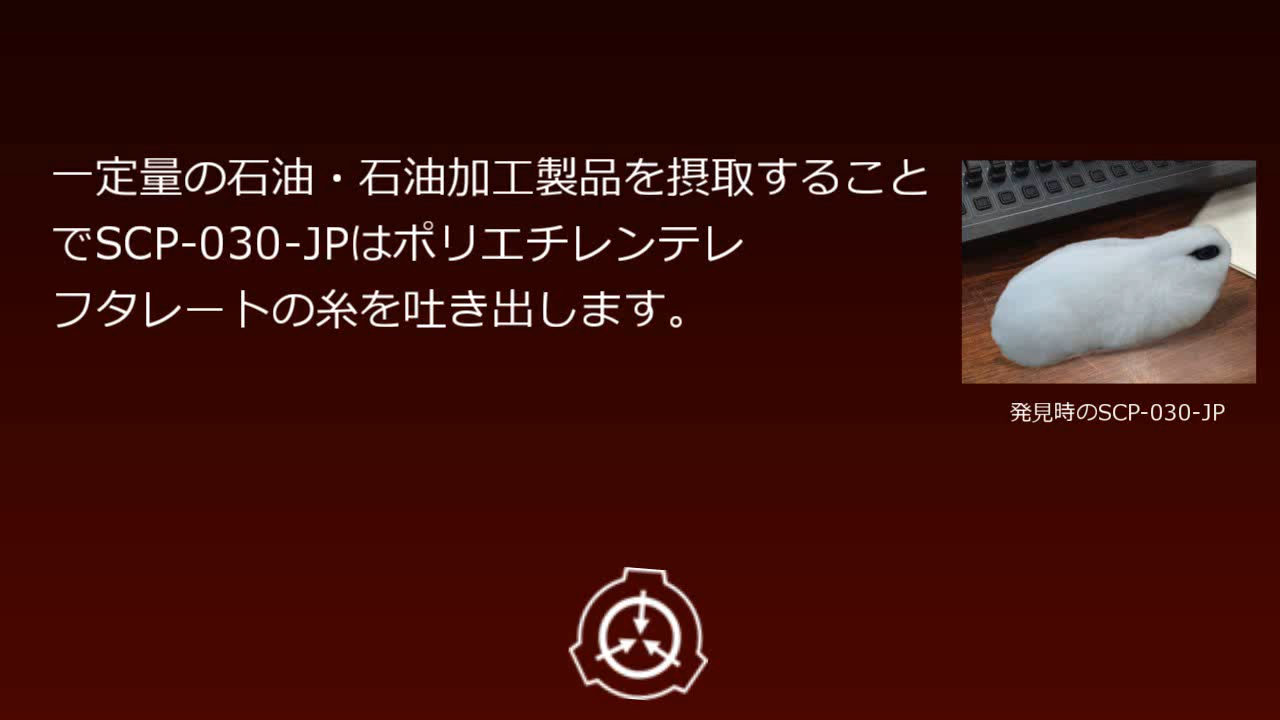 一定量の石油・石油加工製品を摂取すること
でSCP-030-JPはポリエチレンテレ
フタレートの糸を吐き出します。
発見時のSCP-030-JP